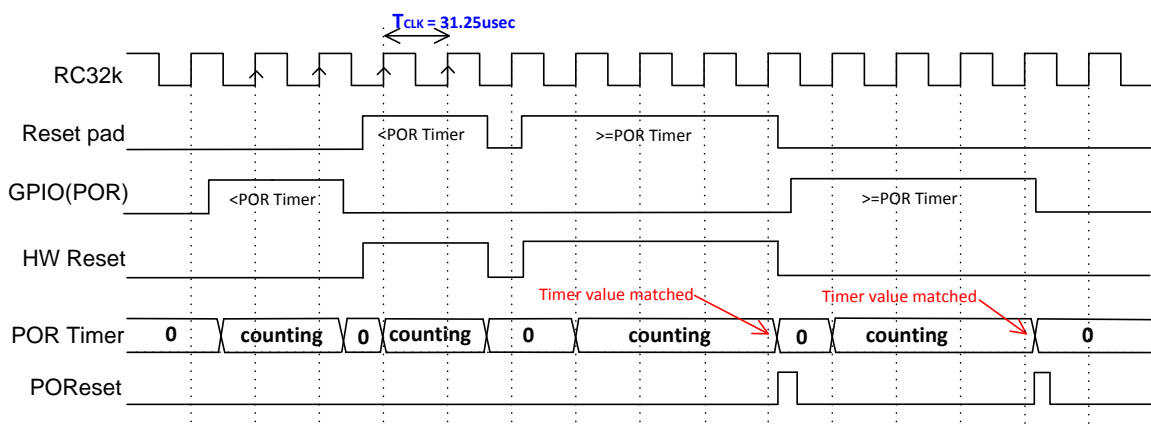 TCLK = 31.25usec
RC32k
Reset pad
<POR Timer
>=POR Timer
GPIO(POR)
<POR Timer
>=POR Timer
HW Reset
Timer value matched
Timer value matched
POR Timer
0
counting
0
counting
0
counting
0
counting
0
POReset